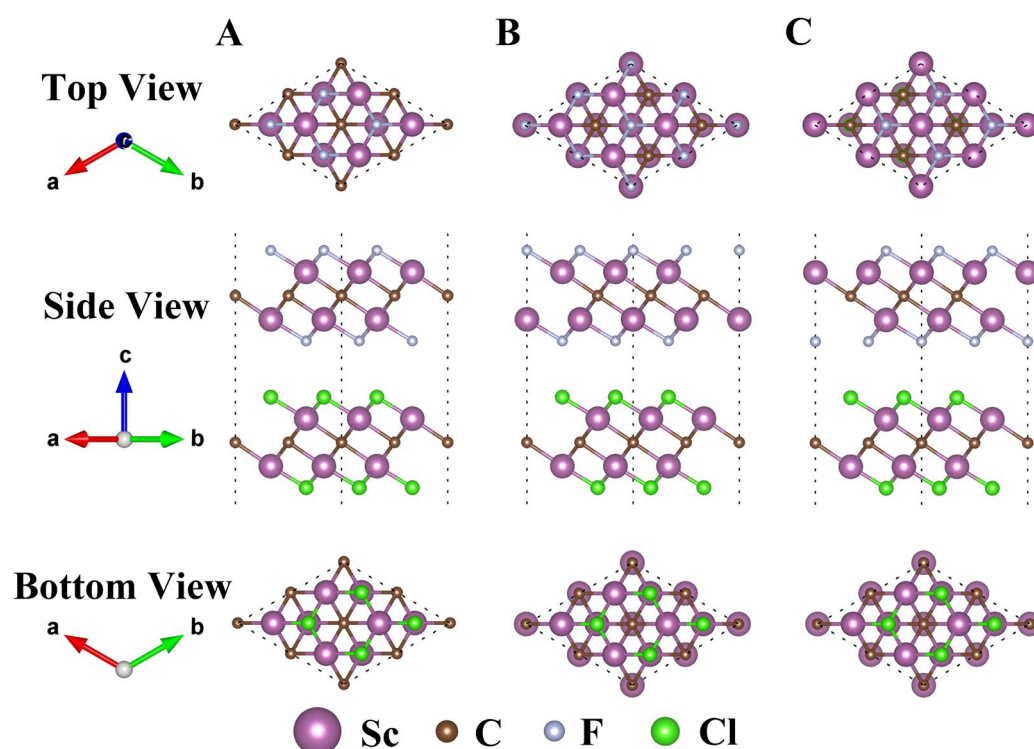 A B C
Top View
a b
Side View
c
a b
Bottom View
a b
Sc C F Cl